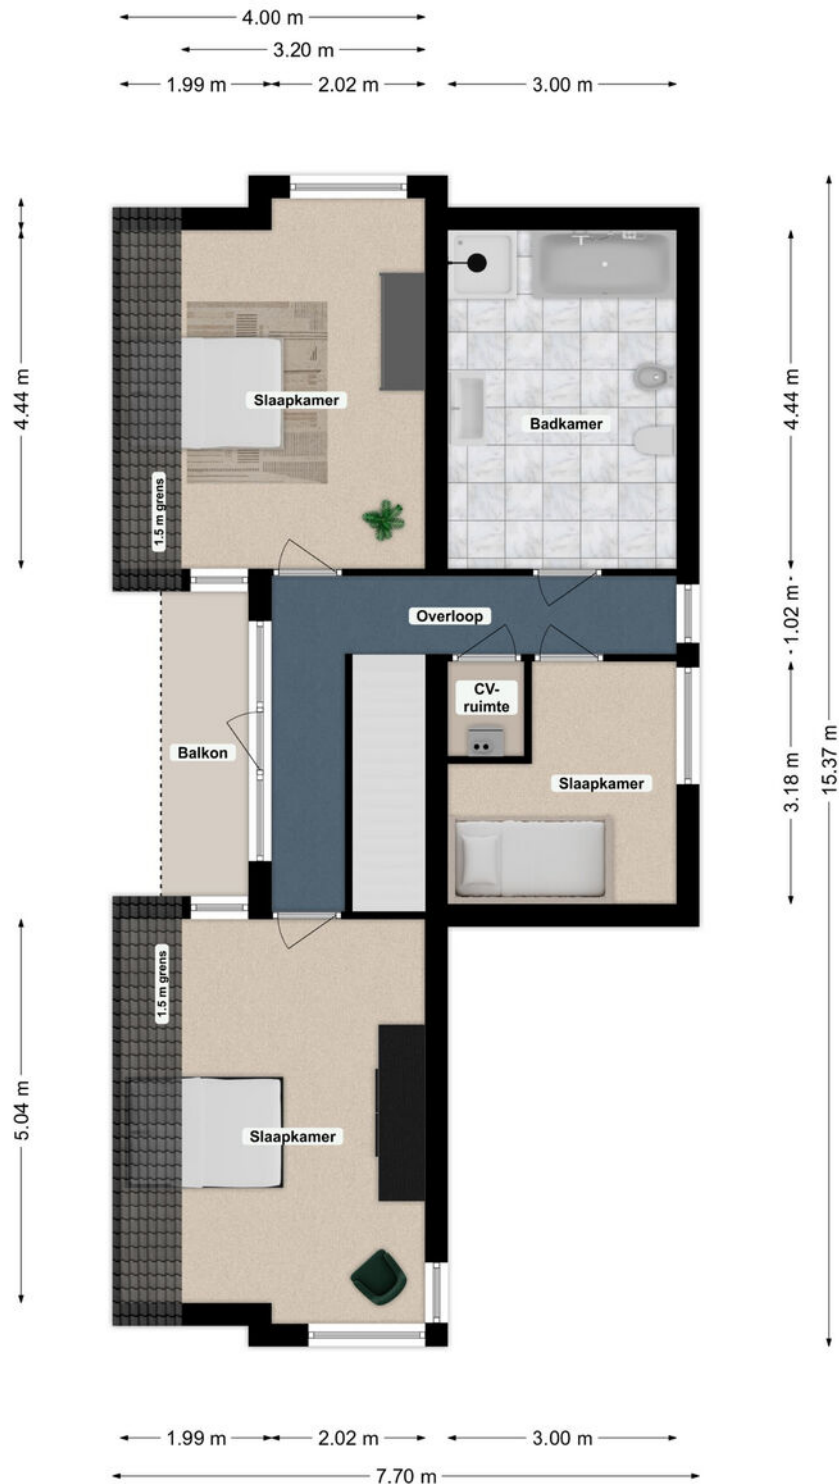 4.00 m
3.20 m
1.99 m
2.02 m
3.00 m
4.44 m
Slaapkamer
Badkamer
4.44 m
1.5 m grens
Overloop
1.02 m
CV-
ruimte
Balkon
Slaapkamer
3.18 m
15.37 m
1.5 m grens
5.04 m
Slaapkamer
1.99 m
2.02 m
3.00 m
7.70 m